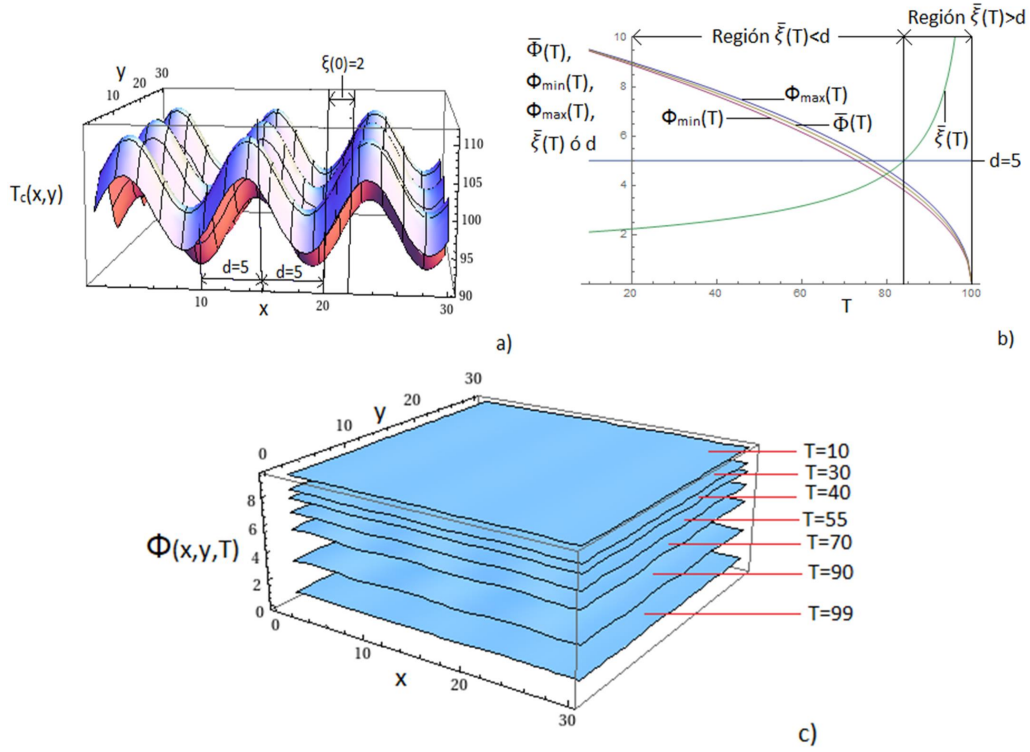 ξ(0)=2
y
30
20
10
10
0
T꜀(x,y)
110
105
100
95
90
d=5
d=5
10
20
30
x
a)
Región ξ̄(T)<d
Región ξ̄(T)>d
Φ̄(T),
Φmin(T),
Φmax(T),
ξ̄(T) ó d
10
8
6
4
2
Φmax(T)
Φmin(T)
Φ̄(T)
ξ̄(T)
d=5
20
40
60
80
100
T
b)
30
20
y
10
0
8
6
4
2
0
Φ(x,y,T)
0
10
20
30
x
T=10
T=30
T=40
T=55
T=70
T=90
T=99
c)